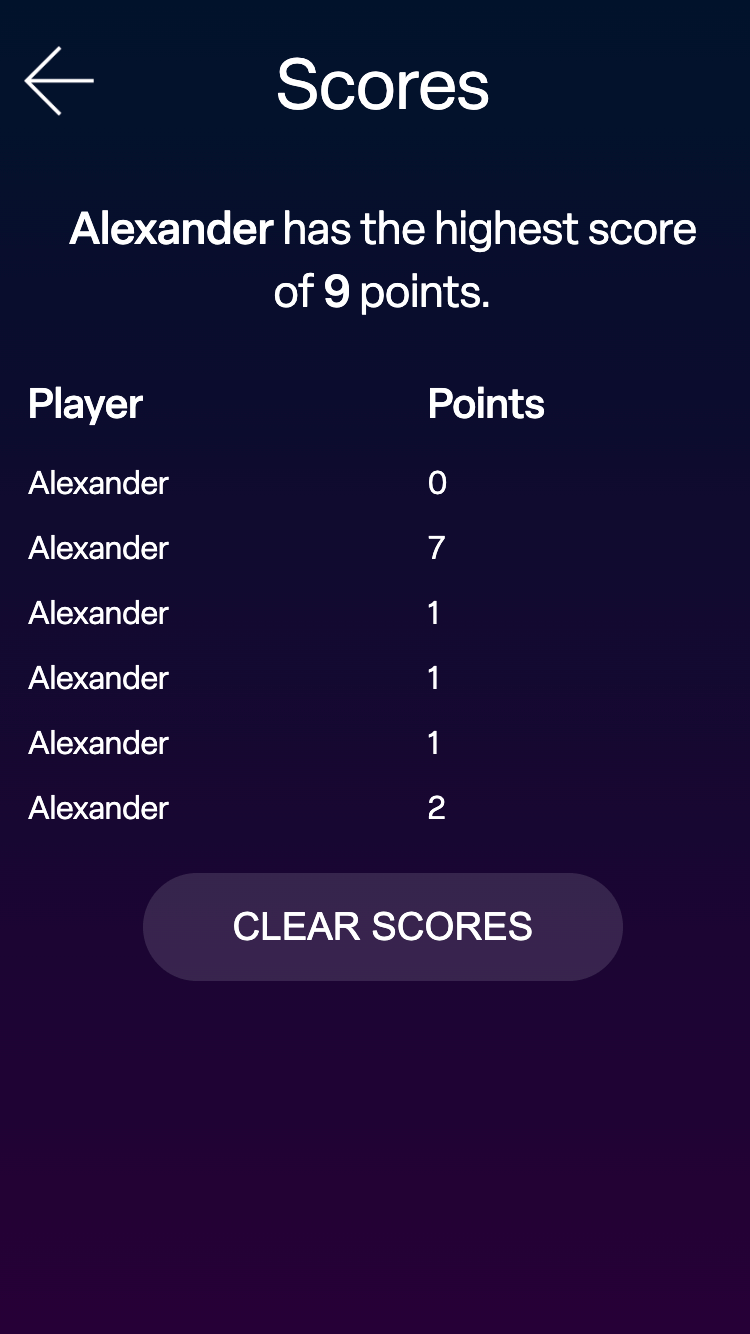 Scores
Alexander has the highest score
of 9 points.
Player Points
Alexander 0
Alexander 7
Alexander 1
Alexander 1
Alexander 1
Alexander 2
CLEAR SCORES